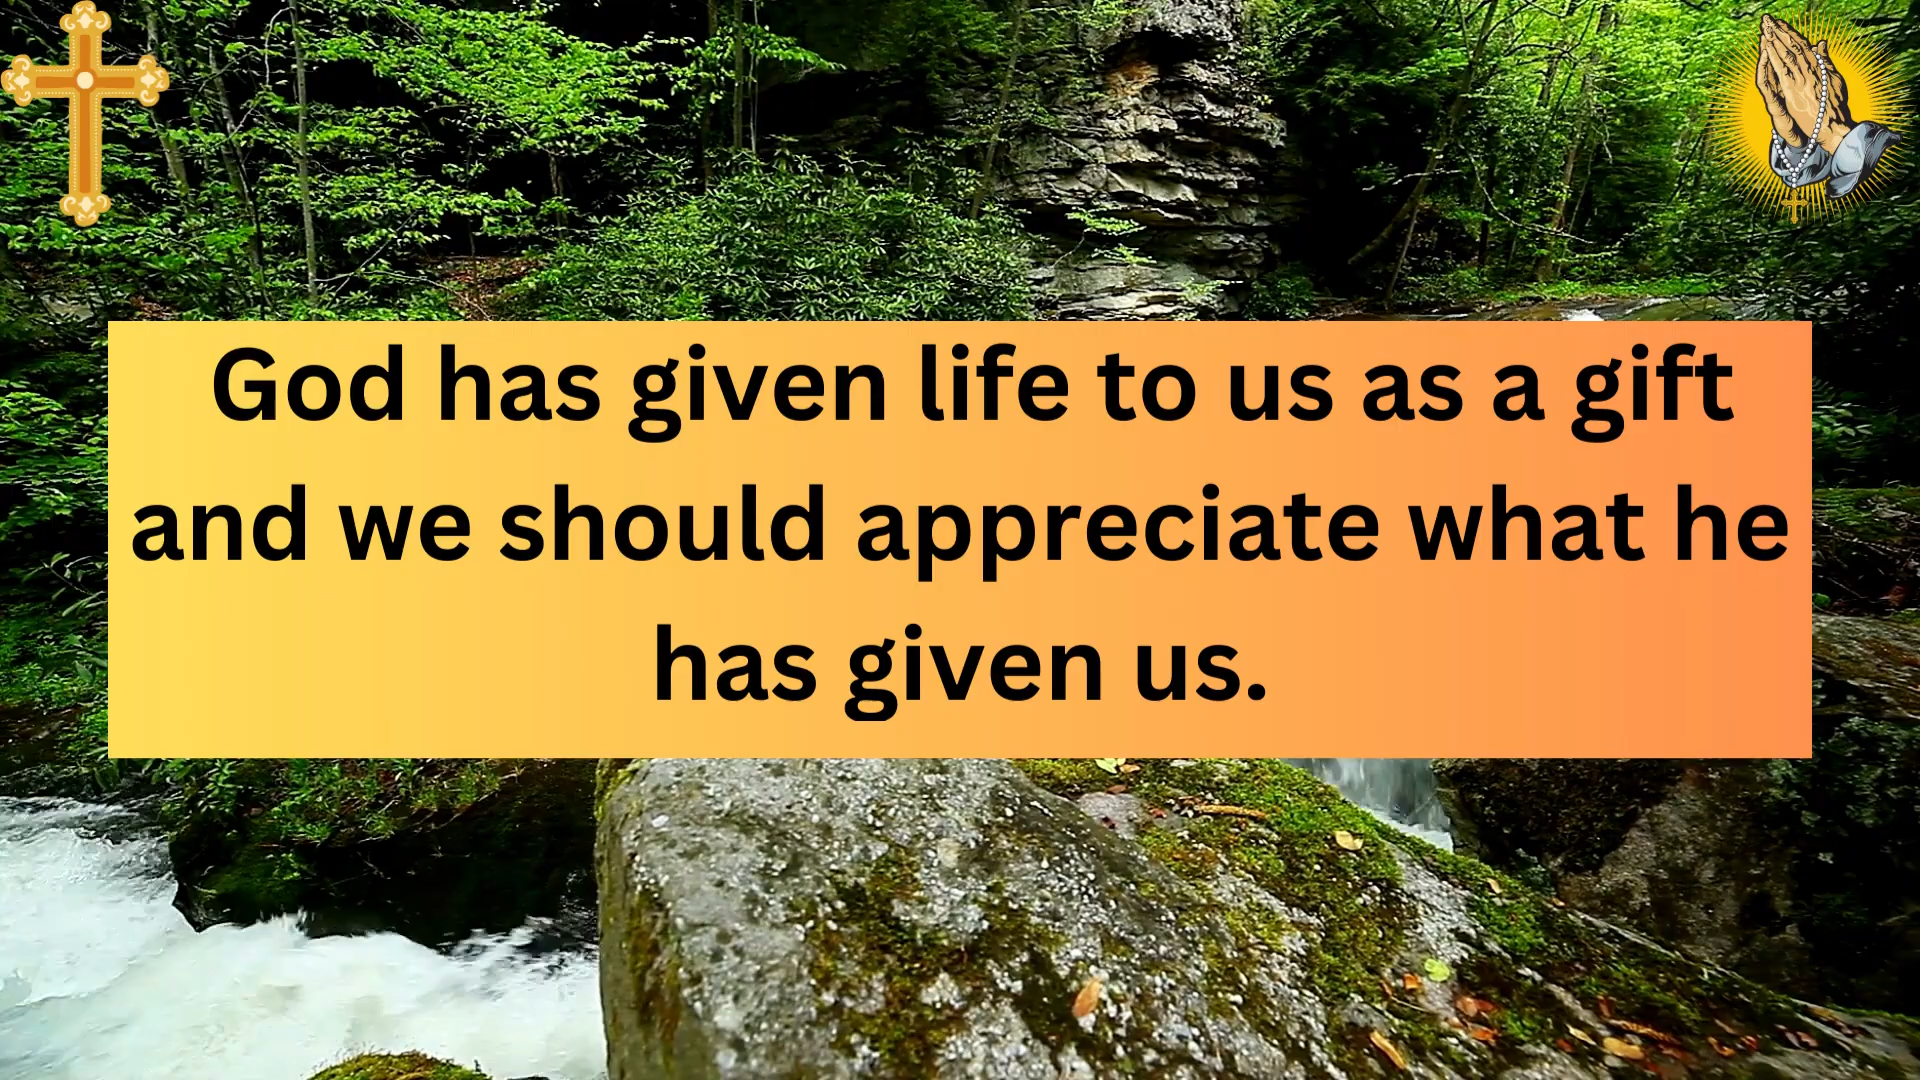 God has given life to us as a gift
and we should appreciate what he
has given us.